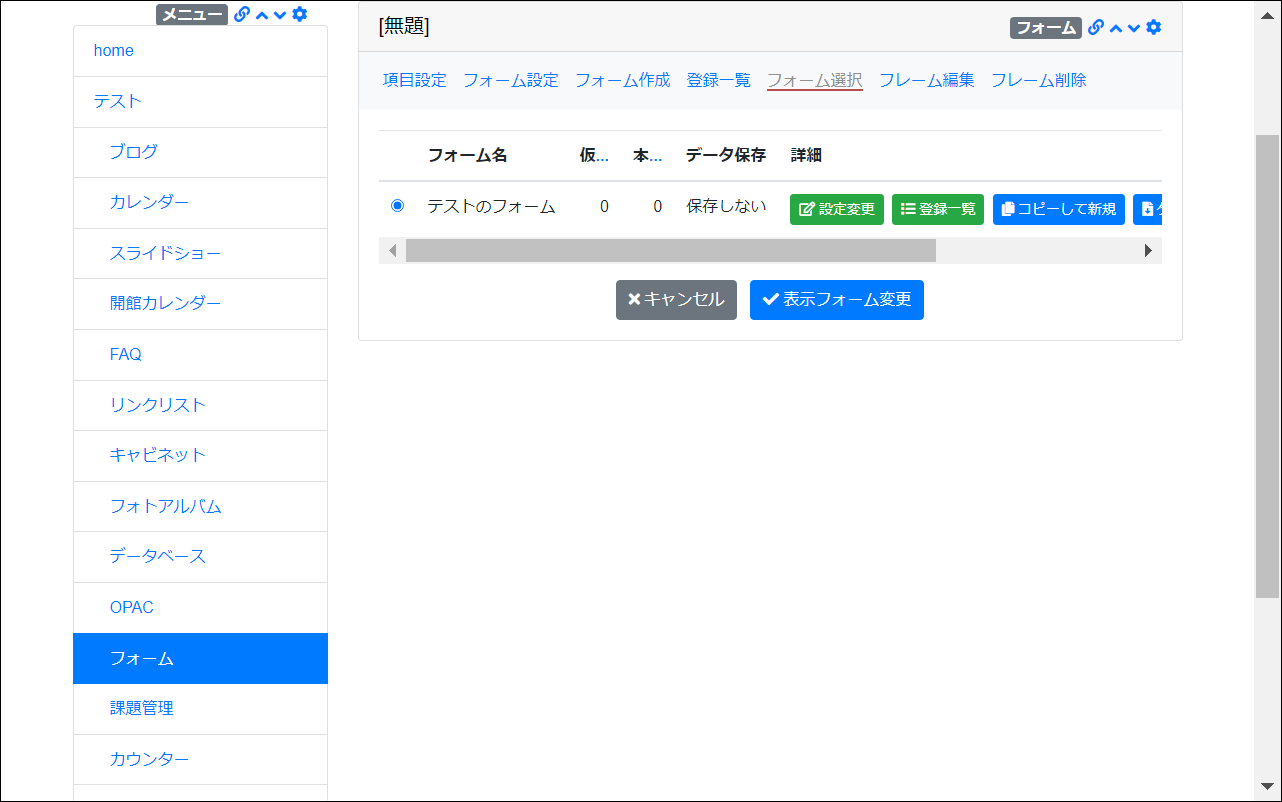 メニュー
home
テスト
ブログ
カレンダー
スライドショー
開館カレンダー
FAQ
リンクリスト
キャビネット
フォトアルバム
データベース
OPAC
フォーム
課題管理
カウンター
[無題]
フォーム
項目設定 フォーム設定 フォーム作成 登録一覧 フォーム選択 フレーム編集 フレーム削除
フォーム名 仮... 本... データ保存 詳細
テストのフォーム 0 0 保存しない 設定変更 登録一覧 コピーして新規
キャンセル 表示フォーム変更